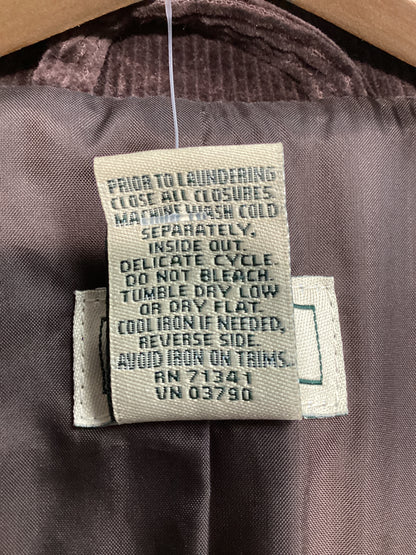 PRIOR TO LAUNDERING:
CLOSE ALL CLOSURES.
MACHINE WASH COLD
SEPARATELY,
INSIDE OUT.
DELICATE CYCLE.
DO NOT BLEACH.
TUMBLE DRY LOW
OR DRY FLAT.
COOL IRON IF NEEDED,
REVERSE SIDE.
AVOID IRON ON TRIMS.
RN 71341
VN 03790